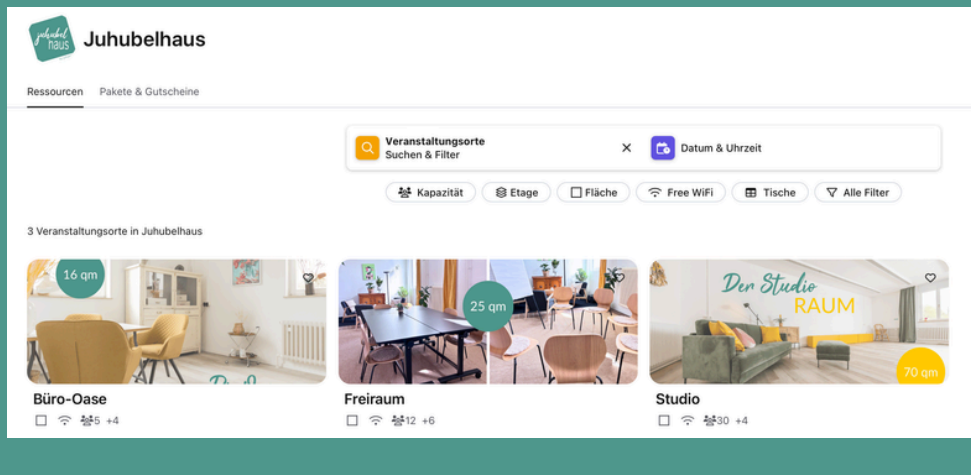 juhubel
haus
Juhubelhaus
Ressourcen Pakete & Gutscheine
Veranstaltungsorte
Suchen & Filter
Datum & Uhrzeit
Kapazität Etage Fläche Free WiFi Tische Alle Filter
3 Veranstaltungsorte in Juhubelhaus
16 qm
25 qm
Der Studio
RAUM
70 qm
Büro-Oase
5 +4
Freiraum
12 +6
Studio
30 +4